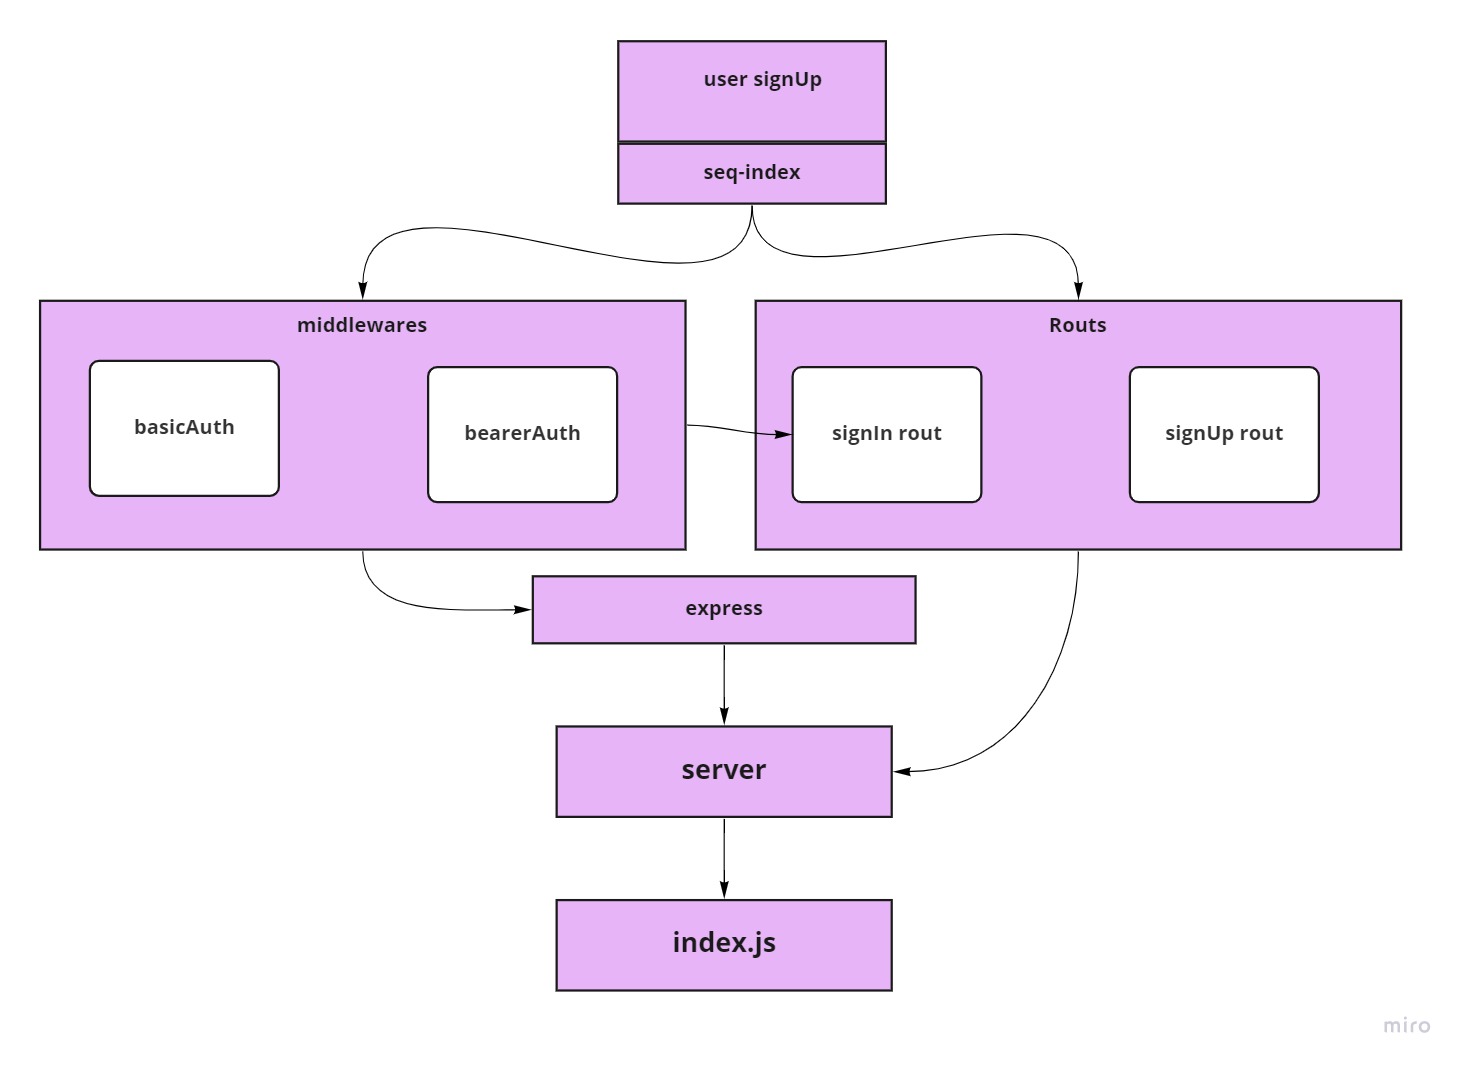 user signUp
seq-index
middlewares
basicAuth
bearerAuth
Routs
signIn rout
signUp rout
express
server
index.js
miro